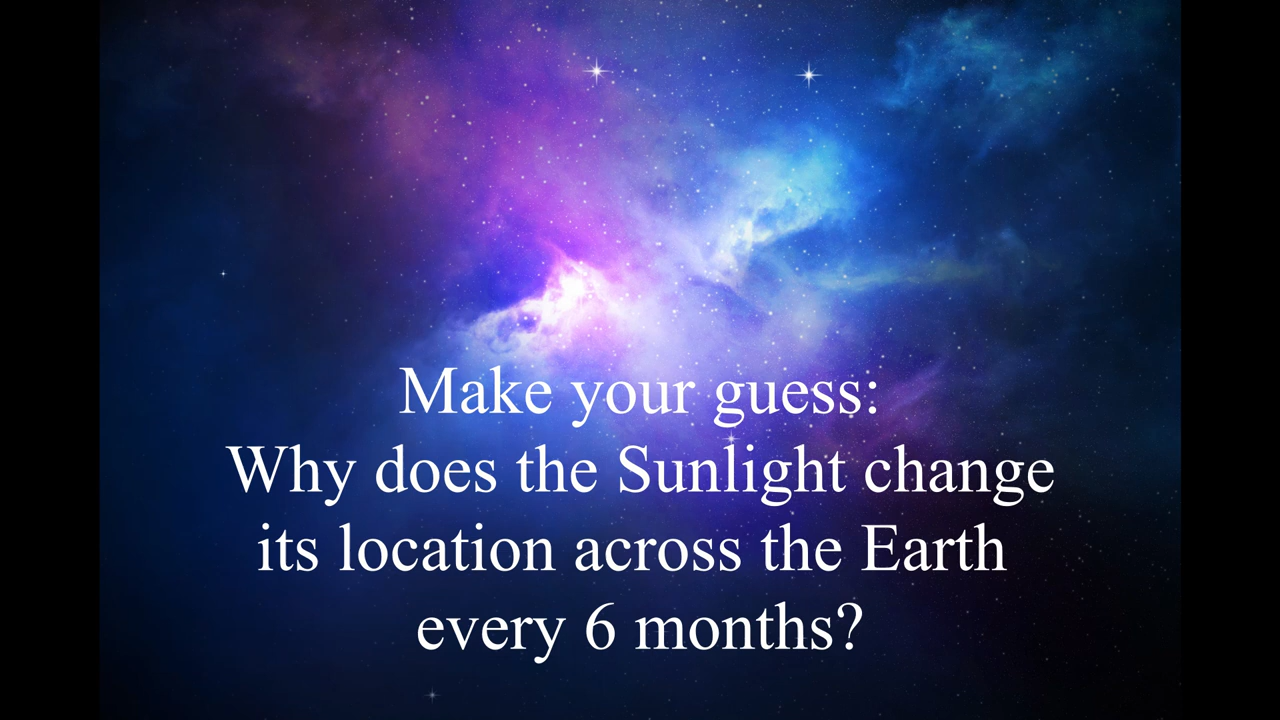 Make your guess:
Why does the Sunlight change
its location across the Earth
every 6 months?